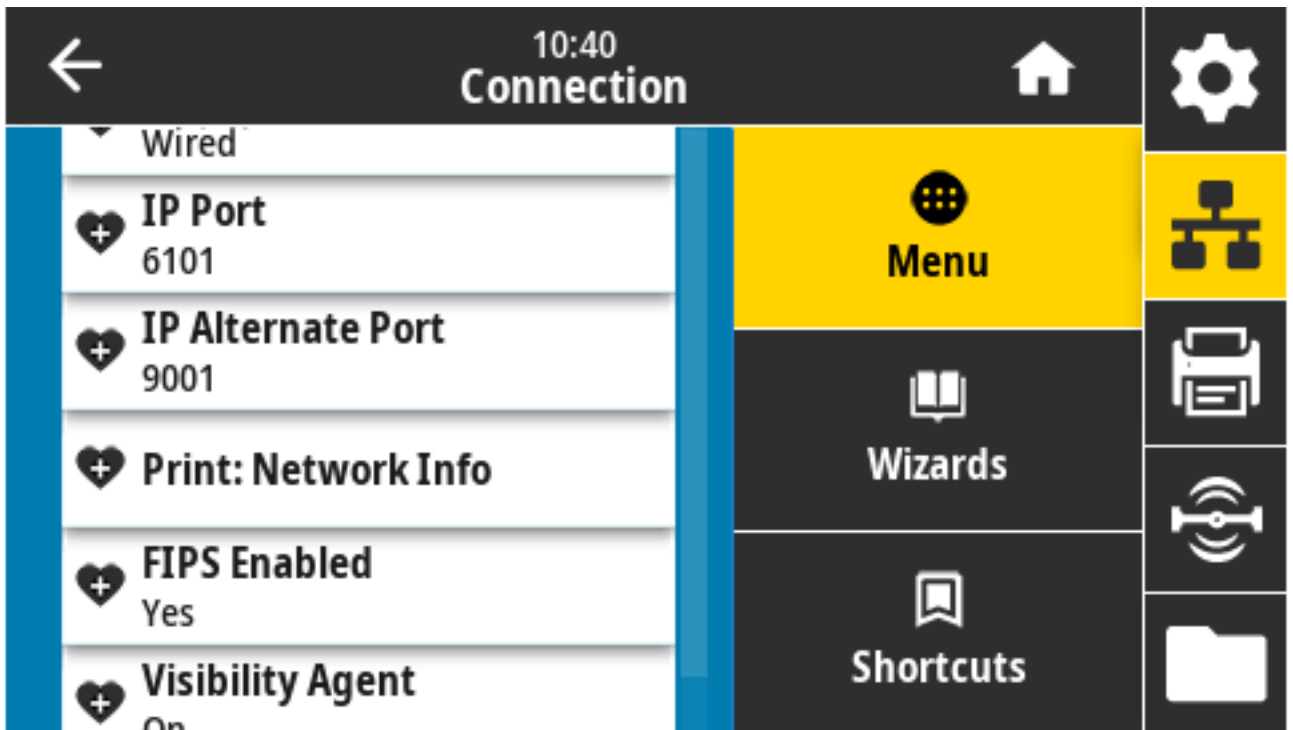 10:40
Connection
Wired
IP Port
6101
IP Alternate Port
9001
Print: Network Info
FIPS Enabled
Yes
Visibility Agent
On
Menu
Wizards
Shortcuts